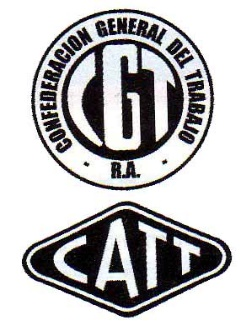 CONFEDERACION GENERAL DEL TRABAJO
CGT
- R.A. -
CATT